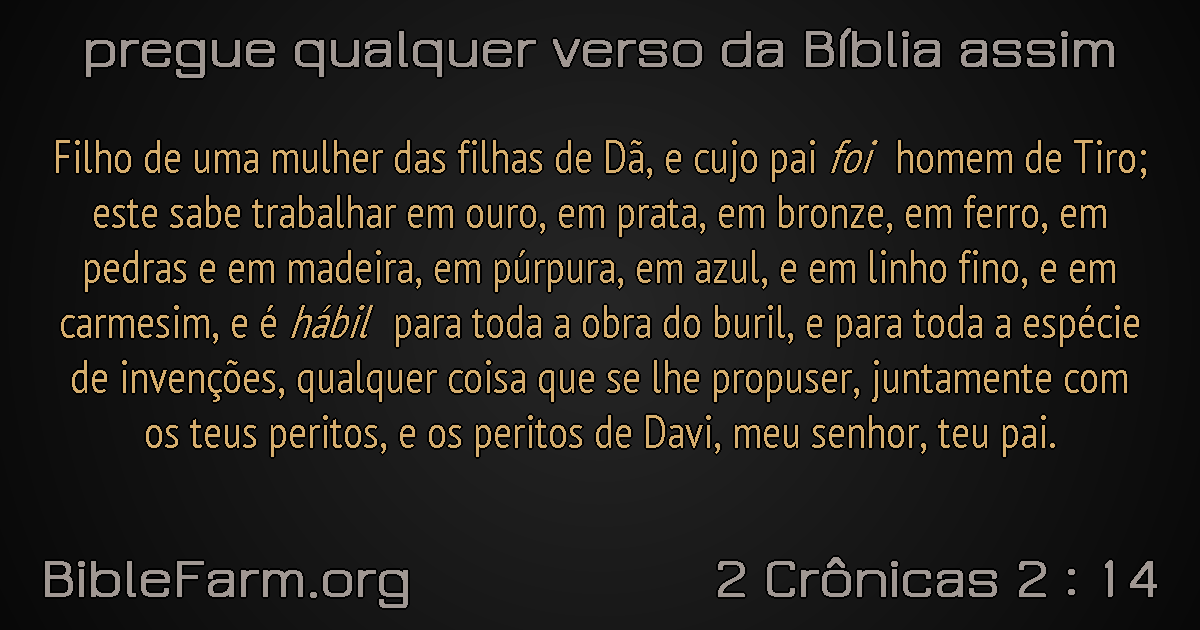 pregue qualquer verso da Bíblia assim
Filho de uma mulher das filhas de Dã, e cujo pai foi homem de Tiro;
este sabe trabalhar em ouro, em prata, em bronze, em ferro, em
pedras e em madeira, em púrpura, em azul, e em linho fino, e em
carmesim, e é hábil para toda a obra do buril, e para toda a espécie
de invenções, qualquer coisa que se lhe propuser, juntamente com
os teus peritos, e os peritos de Davi, meu senhor, teu pai.
BibleFarm.org
2 Crônicas 2 : 14